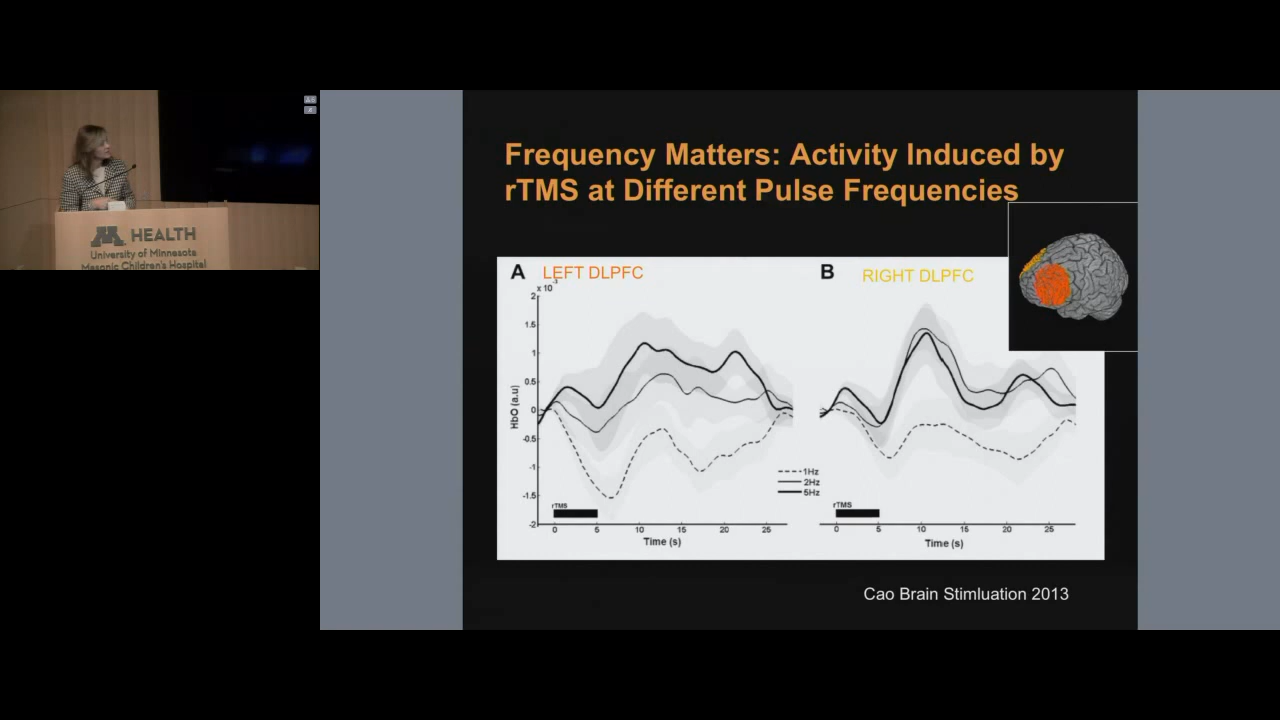 HEALTH
University of Minnesota
Masonic Children's Hospital
Frequency Matters: Activity Induced by
rTMS at Different Pulse Frequencies
A LEFT DLPFC
x 10⁻³
2
1.5
1
0.5
0
-0.5
-1
-1.5
-2
HbO (a.u)
rTMS
0 5 10 15 20 25
Time (s)
B RIGHT DLPFC
1Hz
2Hz
5Hz
rTMS
0 5 10 15 20 25
Time (s)
Cao Brain Stimluation 2013